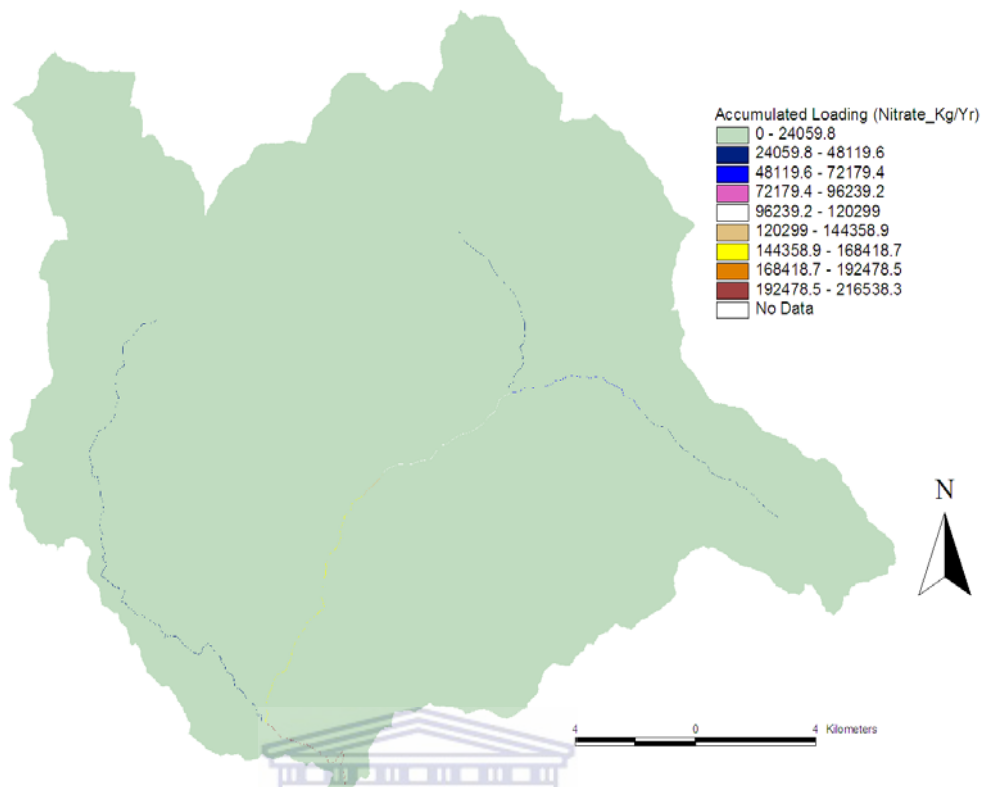 Accumulated Loading (Nitrate_Kg/Yr)
0 - 24059.8
24059.8 - 48119.6
48119.6 - 72179.4
72179.4 - 96239.2
96239.2 - 120299
120299 - 144358.9
144358.9 - 168418.7
168418.7 - 192478.5
192478.5 - 216538.3
No Data
N
4 0 4 Kilometers